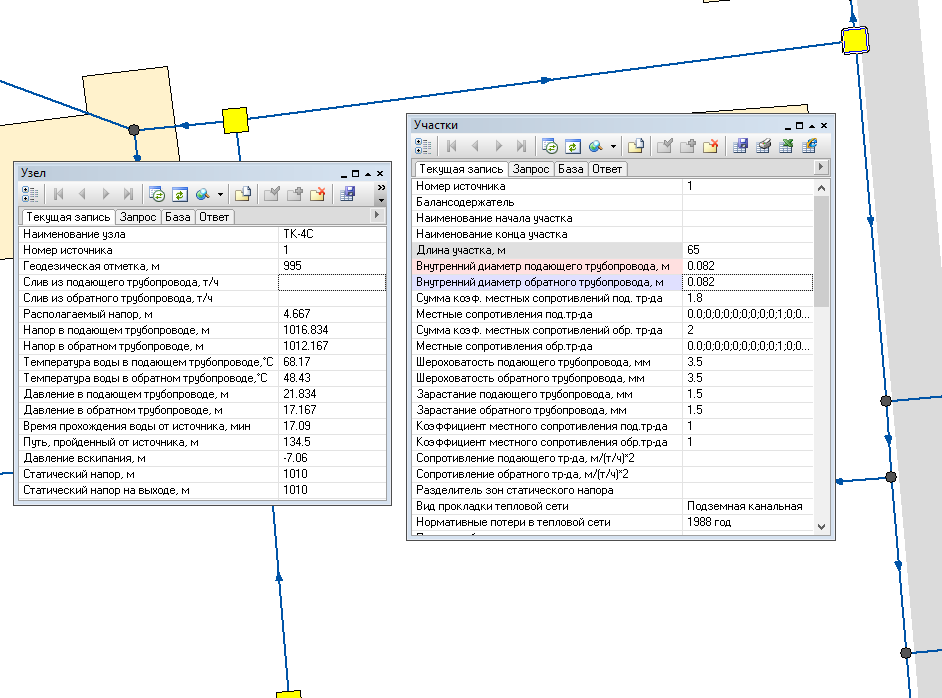 Узел
Текущая запись Запрос База Ответ
Наименование узла ТК-4С
Номер источника 1
Геодезическая отметка, м 995
Слив из подающего трубопровода, т/ч
Слив из обратного трубопровода, т/ч
Располагаемый напор, м 4.667
Напор в подающем трубопроводе, м 1016.834
Напор в обратном трубопроводе, м 1012.167
Температура воды в подающем трубопроводе,°С 68.17
Температура воды в обратном трубопроводе,°С 48.43
Давление в подающем трубопроводе, м 21.834
Давление в обратном трубопроводе, м 17.167
Время прохождения воды от источника, мин 17.09
Путь, пройденный от источника, м 134.5
Давление вскипания, м -7.06
Статический напор, м 1010
Статический напор на выходе, м 1010
Участки
Текущая запись Запрос База Ответ
Номер источника 1
Балансодержатель
Наименование начала участка
Наименование конца участка
Длина участка, м 65
Внутренний диаметр подающего трубопровода, м 0.082
Внутренний диаметр обратного трубопровода, м 0.082
Сумма коэф. местных сопротивлений под. тр-да 1.8
Местные сопротивления под.тр-да 0.0;0;0;0;0;0;0;0;0;1;0;0...
Сумма коэф. местных сопротивлений обр. тр-да 2
Местные сопротивления обр.тр-да 0.0;0;0;0;0;0;0;0;0;1;0;0...
Шероховатость подающего трубопровода, мм 3.5
Шероховатость обратного трубопровода, мм 3.5
Зарастание подающего трубопровода, мм 1.5
Зарастание обратного трубопровода, мм 1.5
Коэффициент местного сопротивления под.тр-да 1
Коэффициент местного сопротивления обр.тр-да 1
Сопротивление подающего тр-да, м/(т/ч)*2
Сопротивление обратного тр-да, м/(т/ч)*2
Разделитель зон статического напора
Вид прокладки тепловой сети Подземная канальная
Нормативные потери в тепловой сети 1988 год